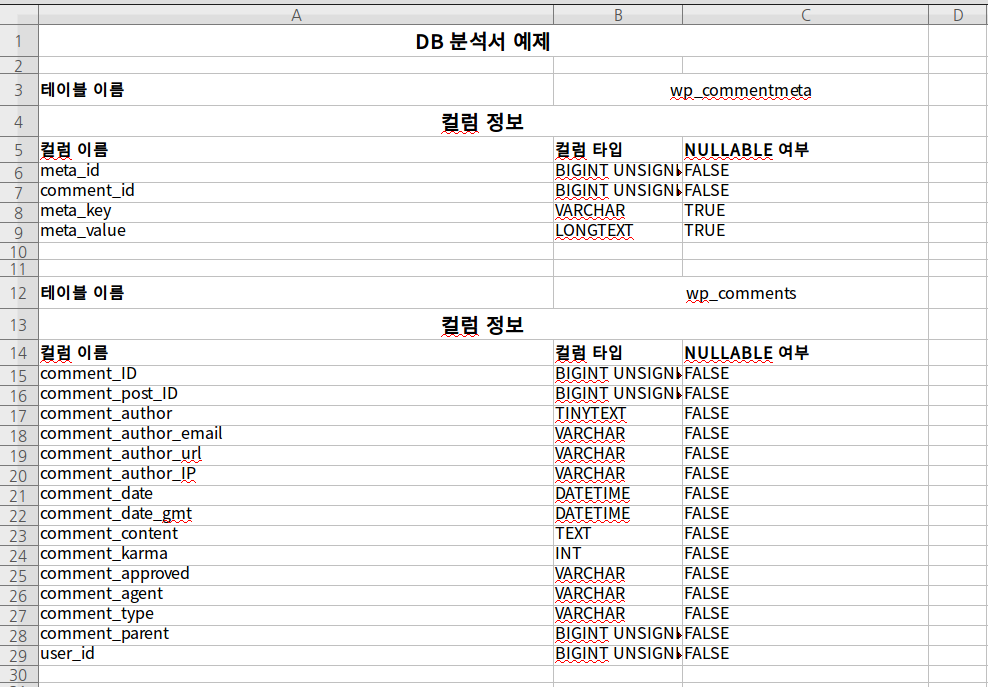 A B C D
1 DB 분석서 예제
2
3 테이블 이름 wp_commentmeta
4 컬럼 정보
5 컬럼 이름 컬럼 타입 NULLABLE 여부
6 meta_id BIGINT UNSIGN FALSE
7 comment_id BIGINT UNSIGN FALSE
8 meta_key VARCHAR TRUE
9 meta_value LONGTEXT TRUE
10
11
12 테이블 이름 wp_comments
13 컬럼 정보
14 컬럼 이름 컬럼 타입 NULLABLE 여부
15 comment_ID BIGINT UNSIGN FALSE
16 comment_post_ID BIGINT UNSIGN FALSE
17 comment_author TINYTEXT FALSE
18 comment_author_email VARCHAR FALSE
19 comment_author_url VARCHAR FALSE
20 comment_author_IP VARCHAR FALSE
21 comment_date DATETIME FALSE
22 comment_date_gmt DATETIME FALSE
23 comment_content TEXT FALSE
24 comment_karma INT FALSE
25 comment_approved VARCHAR FALSE
26 comment_agent VARCHAR FALSE
27 comment_type VARCHAR FALSE
28 comment_parent BIGINT UNSIGN FALSE
29 user_id BIGINT UNSIGN FALSE
30